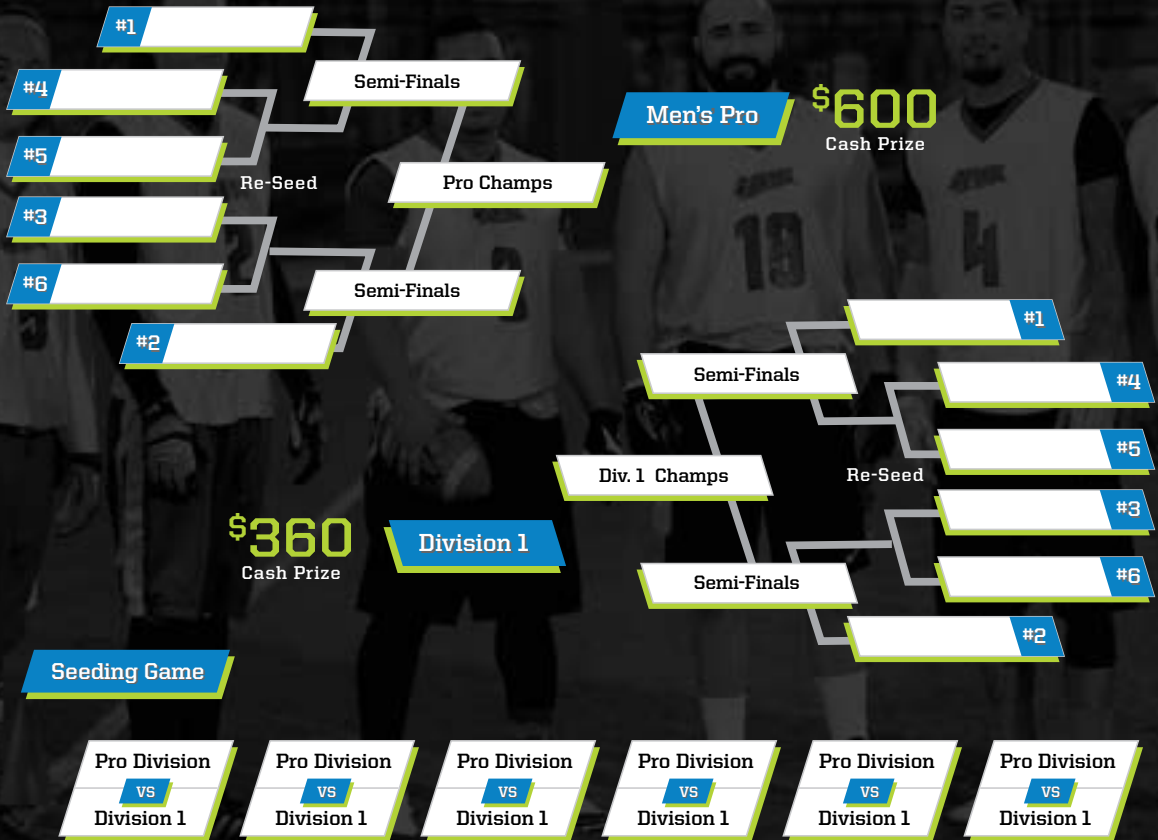 #1
#4
#5
#3
#6
#2
Semi-Finals
Re-Seed
Pro Champs
Semi-Finals
Men's Pro
$600
Cash Prize
#1
#4
#5
#3
#6
#2
Semi-Finals
Re-Seed
Div. 1 Champs
Semi-Finals
$360
Cash Prize
Division 1
Seeding Game
Pro Division
VS
Division 1
Pro Division
VS
Division 1
Pro Division
VS
Division 1
Pro Division
VS
Division 1
Pro Division
VS
Division 1
Pro Division
VS
Division 1
18
4